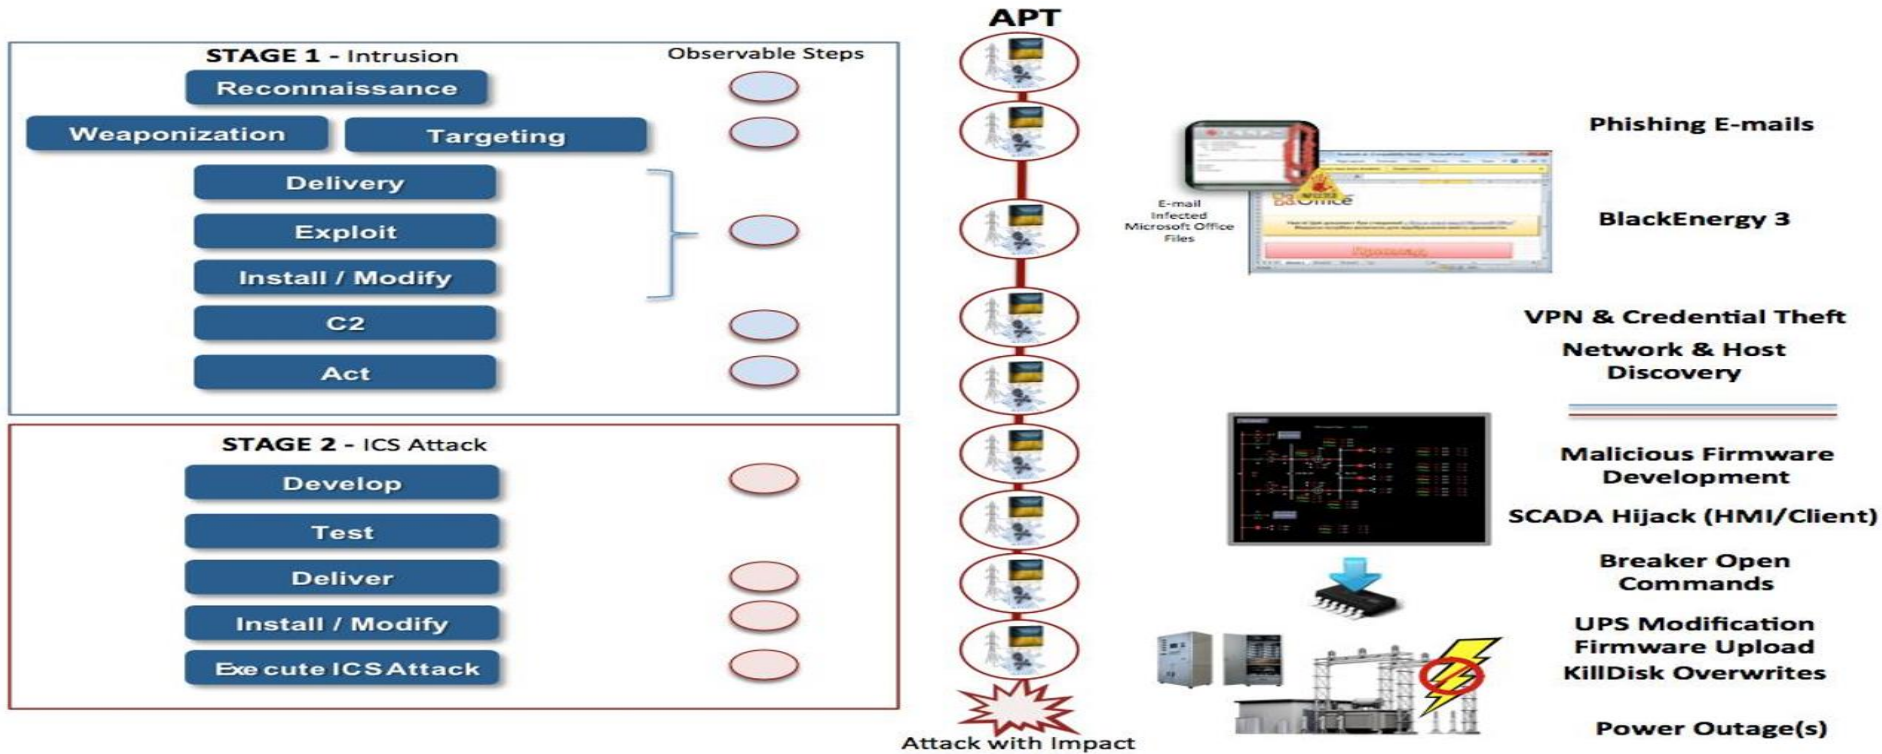 APT
STAGE 1 - Intrusion
Observable Steps
Reconnaissance
Weaponization
Targeting
Delivery
Exploit
Install / Modify
C2
Act
STAGE 2 - ICS Attack
Develop
Test
Deliver
Install / Modify
Execute ICS Attack
Attack with Impact
E-mail
Infected
Microsoft Office
Files
Office
Phishing E-mails
BlackEnergy 3
VPN & Credential Theft
Network & Host
Discovery
Malicious Firmware
Development
SCADA Hijack (HMI/Client)
Breaker Open
Commands
UPS Modification
Firmware Upload
KillDisk Overwrites
Power Outage(s)